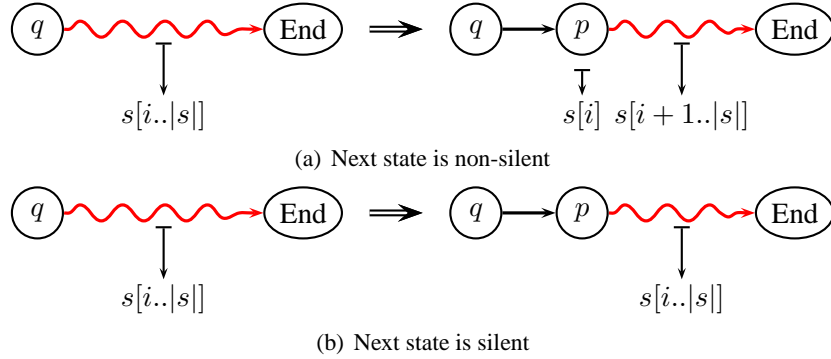 q End q p End
s[i..|s|] s[i] s[i + 1..|s|]
(a) Next state is non-silent
q End q p End
s[i..|s|] s[i..|s|]
(b) Next state is silent